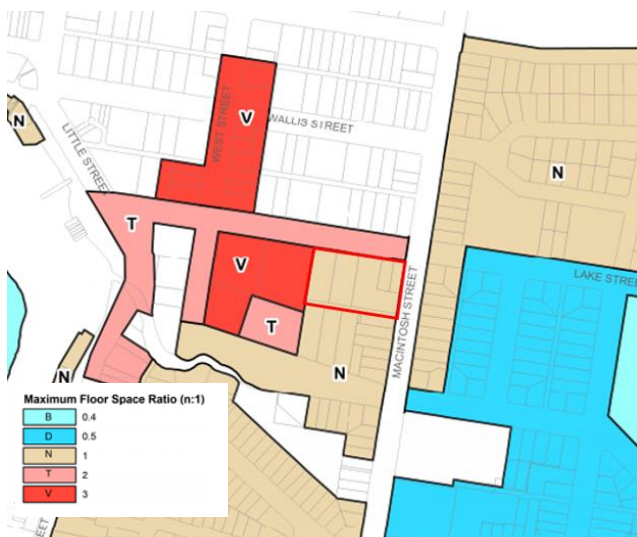 WALLIS STREET
WEST STREET
V
N
LITTLE STREET
N
T
V
LAKE STREE
T
MACINTOSH STREET
N
N
Maximum Floor Space Ratio (n:1)
B 0.4
D 0.5
N 1
T 2
V 3